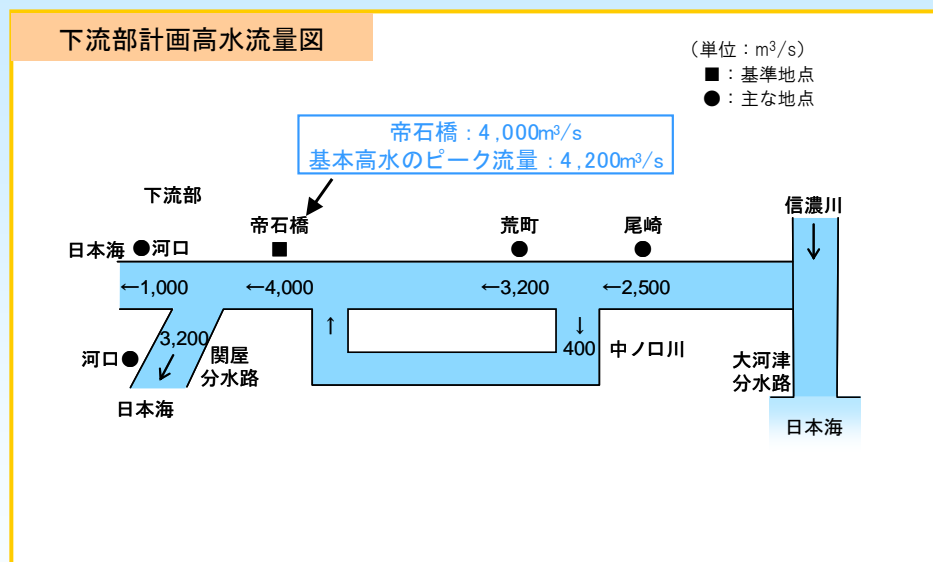 下流部計画高水流量図
（単位：m³/s）
■：基準地点
●：主な地点
帝石橋：4,000m³/s
基本高水のピーク流量：4,200m³/s
下流部
信濃川
帝石橋
荒町
尾崎
日本海
河口
↓
←1,000
←4,000
←3,200
←2,500
3,200
↑
↓
400
中ノ口川
河口
↙
関屋
分水路
大河津
分水路
日本海
日本海